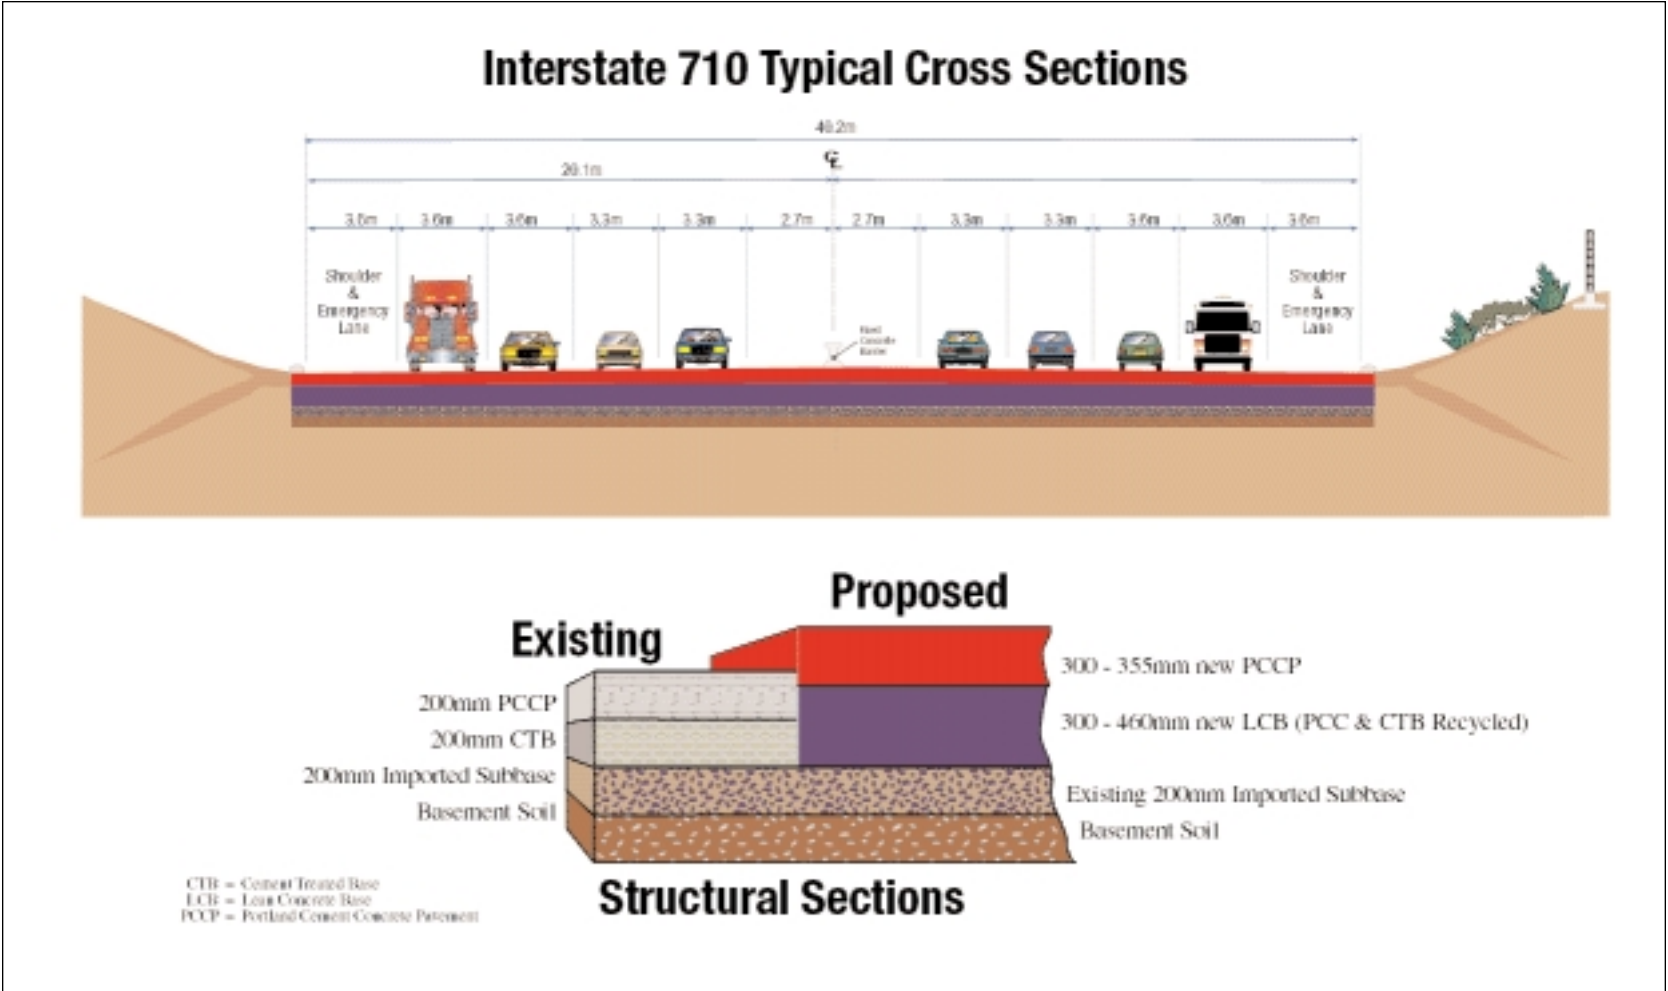 Interstate 710 Typical Cross Sections
40.2m
℄
20.1m
3.6m 3.6m 3.6m 3.3m 3.3m 2.7m 2.7m 3.3m 3.3m 3.6m 3.6m 3.6m
Shoulder
&
Emergency
Lane
Concrete
Barrier
Shoulder
&
Emergency
Lane
Proposed
Existing
300 - 355mm new PCCP
200mm PCCP
300 - 460mm new LCB (PCC & CTB Recycled)
200mm CTB
200mm Imported Subbase
Existing 200mm Imported Subbase
Basement Soil
Basement Soil
CTB = Cement Treated Base
LCB = Lean Concrete Base
PCCP = Portland Cement Concrete Pavement
Structural Sections